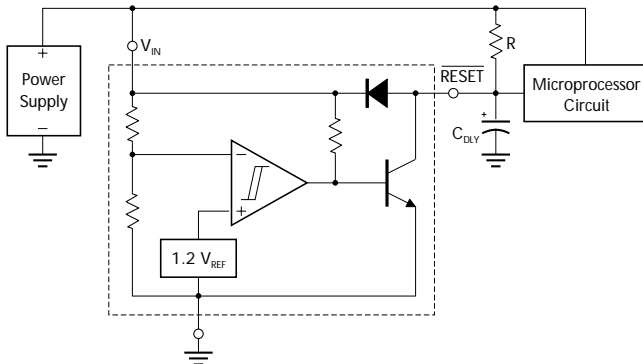 V_IN
R
RESET
Power
Supply
Microprocessor
Circuit
+
−
C_DLY
+
−
+
1.2 V_REF